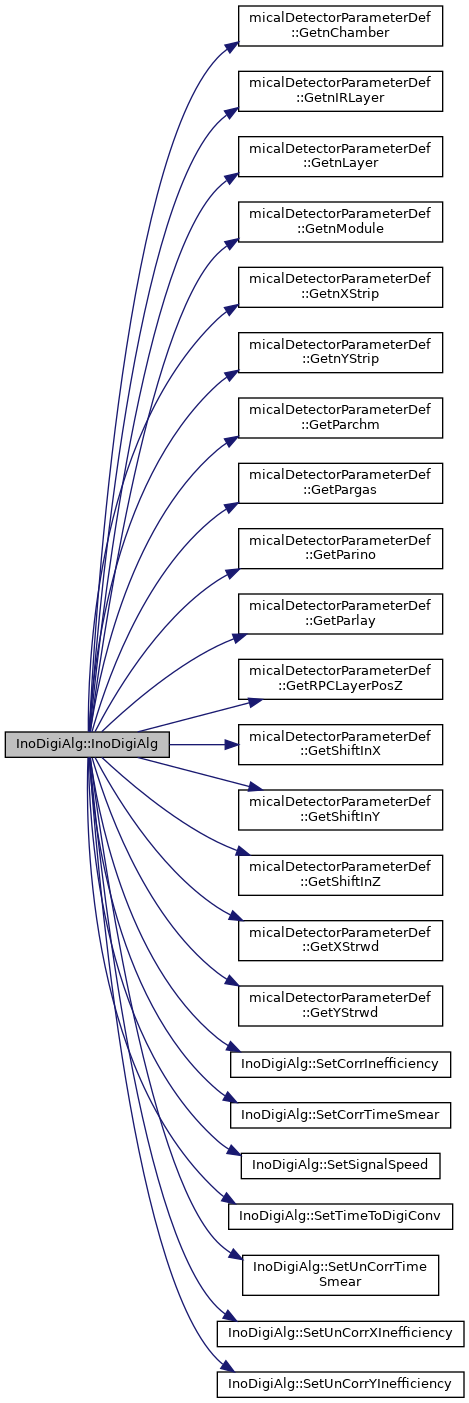 micalDetectorParameterDef
::GetnChamber
micalDetectorParameterDef
::GetnIRLayer
micalDetectorParameterDef
::GetnLayer
micalDetectorParameterDef
::GetnModule
micalDetectorParameterDef
::GetnXStrip
micalDetectorParameterDef
::GetnYStrip
micalDetectorParameterDef
::GetParchm
micalDetectorParameterDef
::GetPargas
micalDetectorParameterDef
::GetParino
micalDetectorParameterDef
::GetParlay
micalDetectorParameterDef
::GetRPCLayerPosZ
InoDigiAlg::InoDigiAlg
micalDetectorParameterDef
::GetShiftInX
micalDetectorParameterDef
::GetShiftInY
micalDetectorParameterDef
::GetShiftInZ
micalDetectorParameterDef
::GetXStrwd
micalDetectorParameterDef
::GetYStrwd
InoDigiAlg::SetCorrInefficiency
InoDigiAlg::SetCorrTimeSmear
InoDigiAlg::SetSignalSpeed
InoDigiAlg::SetTimeToDigiConv
InoDigiAlg::SetUnCorrTime
Smear
InoDigiAlg::SetUnCorrXInefficiency
InoDigiAlg::SetUnCorrYInefficiency